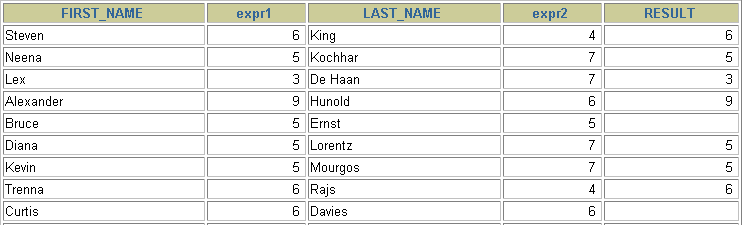 FIRST_NAME expr1 LAST_NAME expr2 RESULT
Steven 6 King 4 6
Neena 5 Kochhar 7 5
Lex 3 De Haan 7 3
Alexander 9 Hunold 6 9
Bruce 5 Ernst 5
Diana 5 Lorentz 7 5
Kevin 5 Mourgos 7 5
Trenna 6 Rajs 4 6
Curtis 6 Davies 6